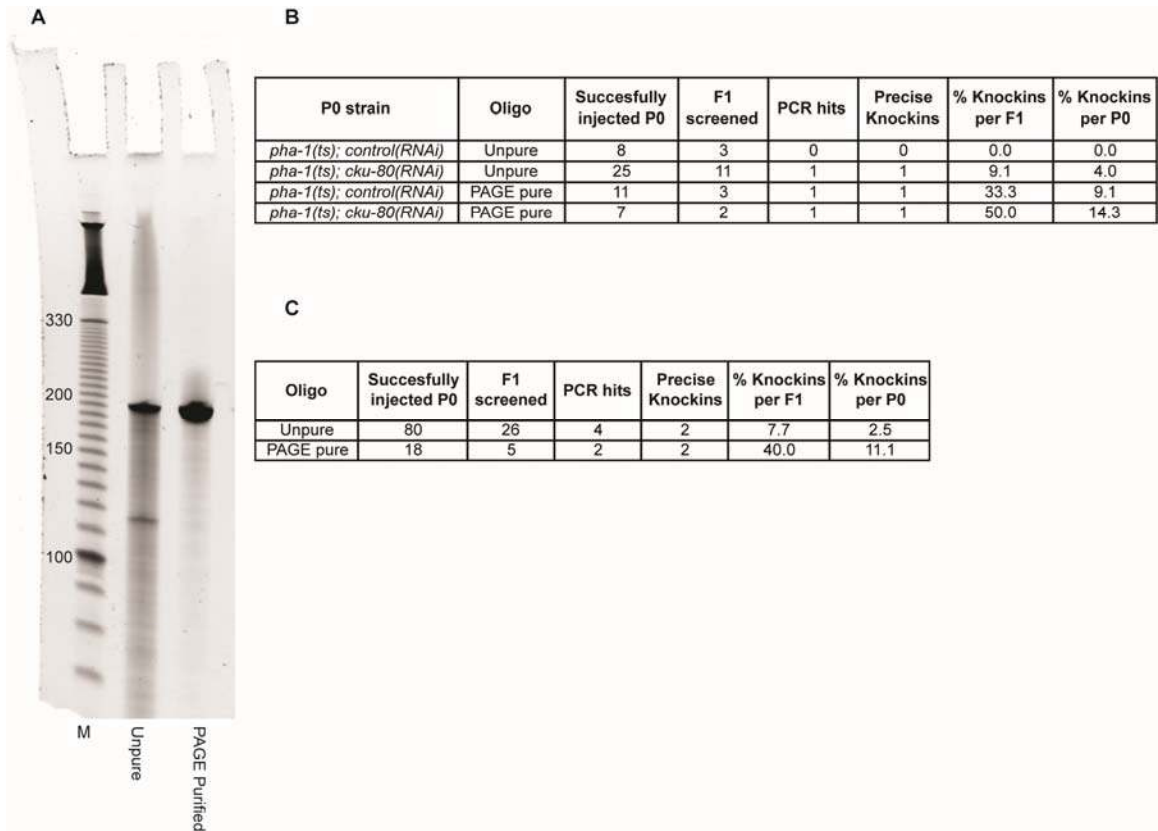 A
330
200
150
100
M
Unpure
PAGE Purified
B
P0 strain Oligo Succesfully injected P0 F1 screened PCR hits Precise Knockins % Knockins per F1 % Knockins per P0
pha-1(ts); control(RNAi) Unpure 8 3 0 0 0.0 0.0
pha-1(ts); cku-80(RNAi) Unpure 25 11 1 1 9.1 4.0
pha-1(ts); control(RNAi) PAGE pure 11 3 1 1 33.3 9.1
pha-1(ts); cku-80(RNAi) PAGE pure 7 2 1 1 50.0 14.3
C
Oligo Succesfully injected P0 F1 screened PCR hits Precise Knockins % Knockins per F1 % Knockins per P0
Unpure 80 26 4 2 7.7 2.5
PAGE pure 18 5 2 2 40.0 11.1